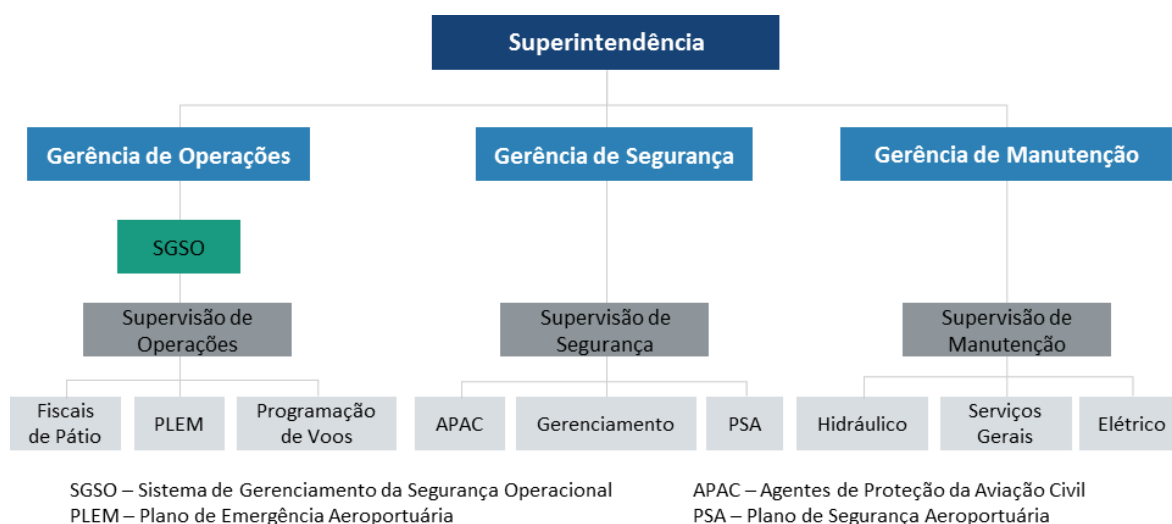 Superintendência
Gerência de Operações
Gerência de Segurança
Gerência de Manutenção
SGSO
Supervisão de
Operações
Supervisão de
Segurança
Supervisão de
Manutenção
Fiscais
de Pátio
PLEM
Programação
de Voos
APAC
Gerenciamento
PSA
Hidráulico
Serviços
Gerais
Elétrico
SGSO – Sistema de Gerenciamento da Segurança Operacional
PLEM – Plano de Emergência Aeroportuária
APAC – Agentes de Proteção da Aviação Civil
PSA – Plano de Segurança Aeroportuária